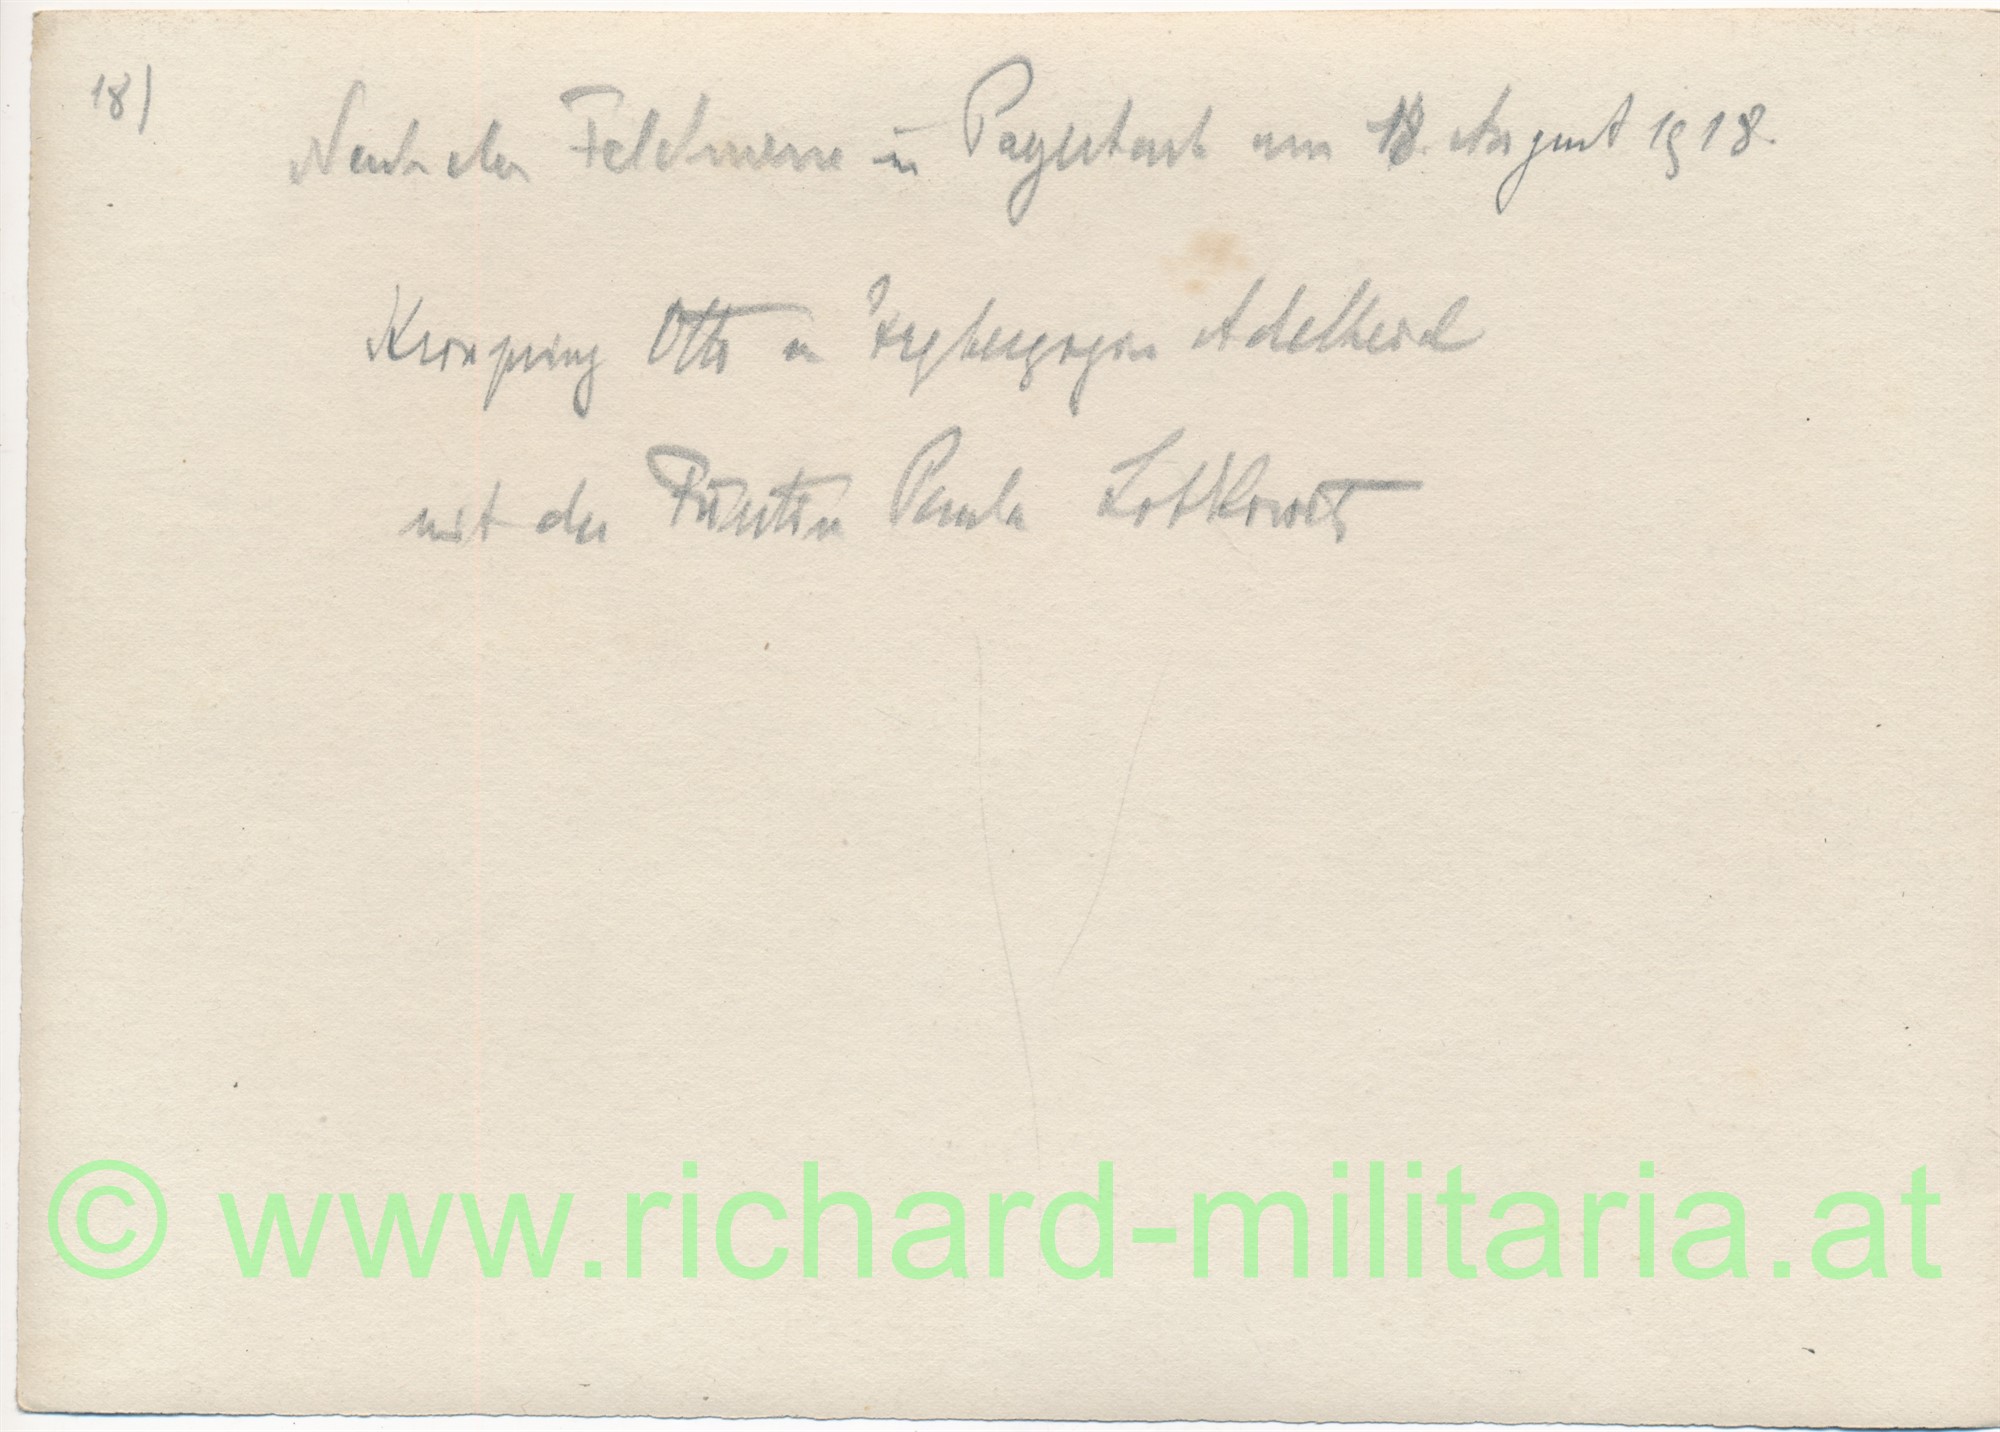 18)
Nach der Feldmesse in Payerbach am 18. August 1918.
Kronprinz Otto u Erzherzogin Adelheid
mit der Fürstin Paula Lobkowitz
© www.richard-militaria.at